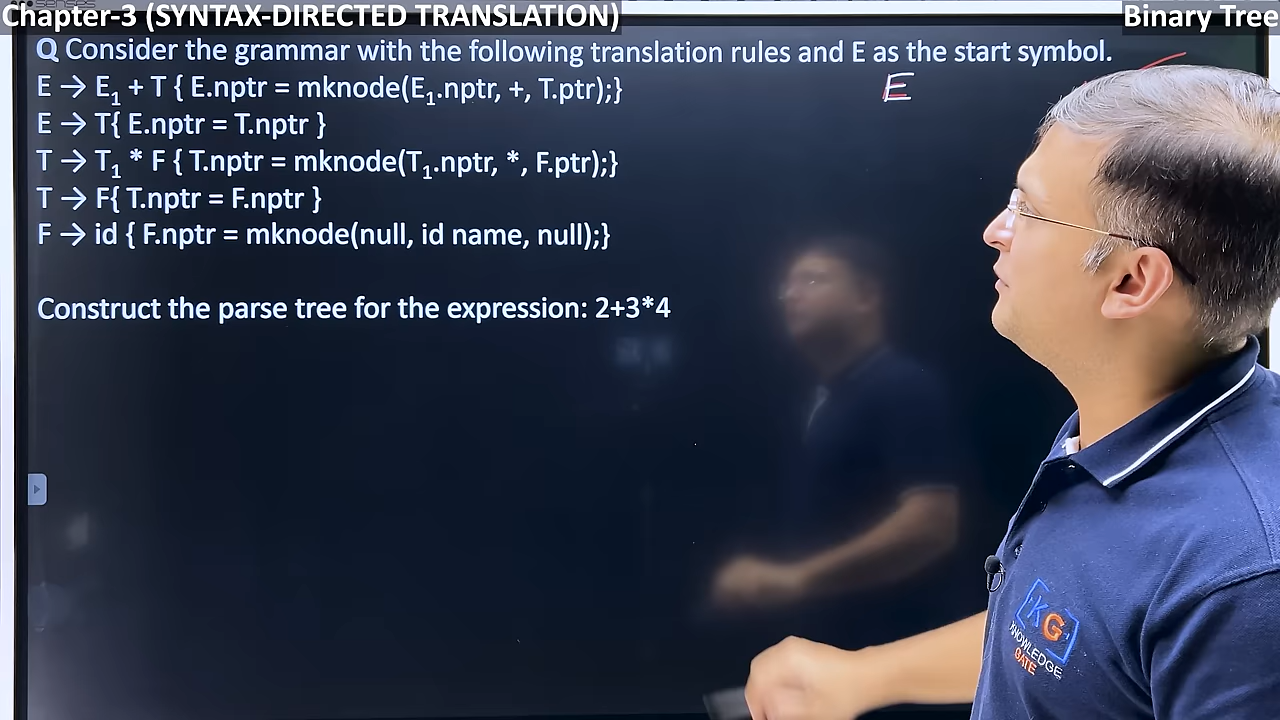 Chapter-3 (SYNTAX-DIRECTED TRANSLATION)
Binary Tree
Q Consider the grammar with the following translation rules and E as the start symbol.
E → E1 + T { E.nptr = mknode(E1.nptr, +, T.ptr);}
E
E → T{ E.nptr = T.nptr }
T → T1 * F { T.nptr = mknode(T1.nptr, *, F.ptr);}
T → F{ T.nptr = F.nptr }
F → id { F.nptr = mknode(null, id name, null);}
Construct the parse tree for the expression: 2+3*4
KG
KNOWLEDGE
GATE